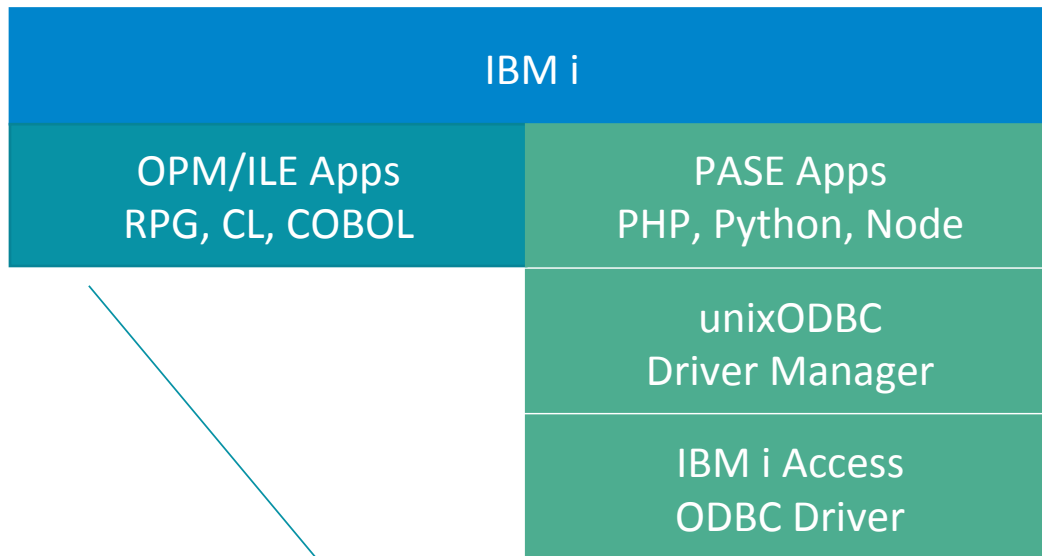 IBM i
OPM/ILE Apps
RPG, CL, COBOL
PASE Apps
PHP, Python, Node
unixODBC
Driver Manager
IBM i Access
ODBC Driver